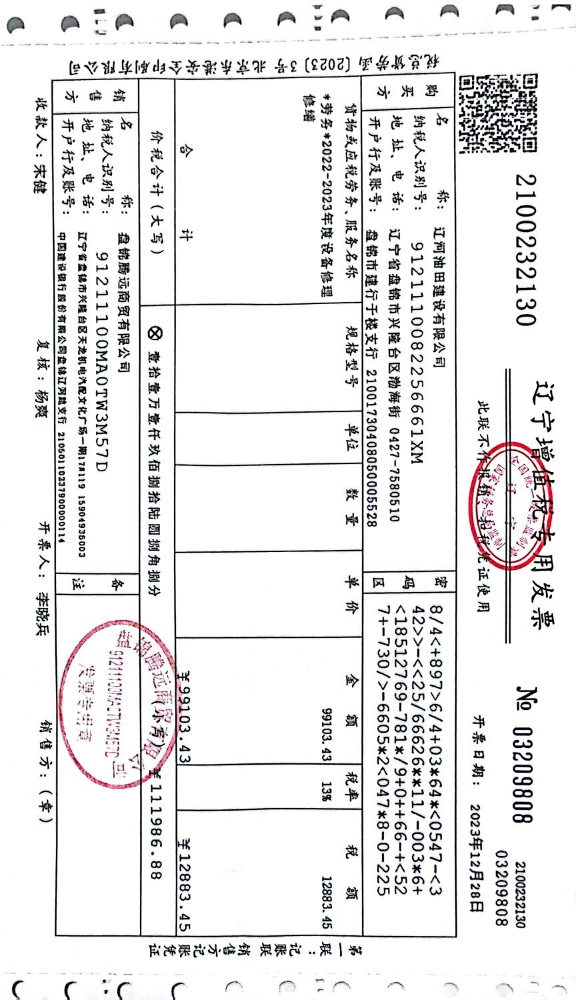 2100232130
辽宁增值税专用发票
此联不作报销、扣税凭证使用
№ 03209808
2100232130
03209808
开票日期: 2023年12月28日
税总货劳函〔2023〕3号 北京东港安全印刷有限公司
购买方
名 称: 辽河油田建设有限公司
纳税人识别号: 91211100822566​61XM
地 址、电 话: 辽宁省盘锦市兴隆台区渤海街 0427-7580510
开户行及账号: 盘锦市建行于楼支行 21001730408050005528
密码区
8/4<+897>6/4+03*64*<0547-<3
42>>-<<25/66626**11/-003*6+
<18512769-781*/9+0++66-+<52
7+-730/>-6605*2<047*8-0-225
货物或应税劳务、服务名称 规格型号 单位 数量 单价 金额 税率 税额
*劳务*2022-2023年度设备修理 99103.43 13% 12883.45
修缮
合 计 ¥99103.43 ¥12883.45
价税合计(大写) ⊗壹拾壹万壹仟玖佰捌拾陆圆捌角捌分 (小写) ¥111986.88
销售方
名 称: 盘锦腾远商贸有限公司
纳税人识别号: 91211100MA0TW3M57D
地 址、电 话: 辽宁省盘锦市兴隆台区天龙机电汽配文化广场一期17#119 15904936003
开户行及账号: 中国建设银行股份有限公司盘锦辽河路支行 21050110237900000114
备注
盘锦腾远商贸有限公司
91211100MA0TW3M57D
发票专用章
收款人: 宋健 复核: 杨爽 开票人: 李晓兵 销售方:(章)
第一联:记账联 销售方记账凭证
全国统一发票监制章
辽宁
国家税务总局监制